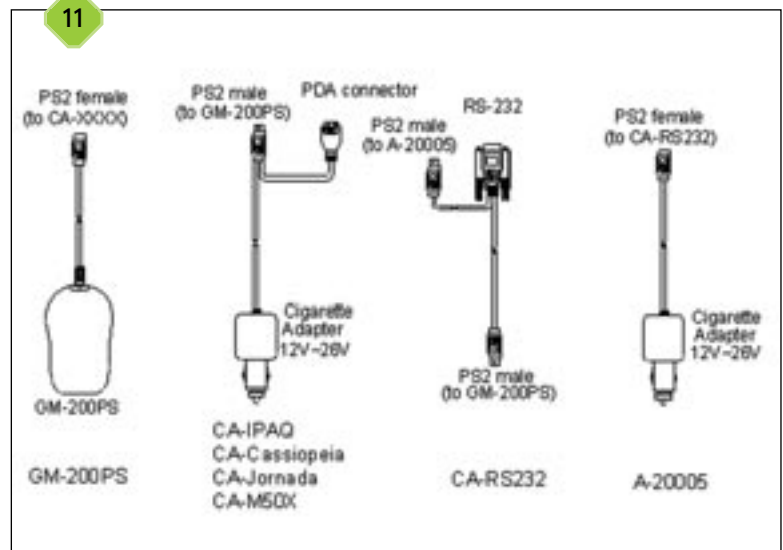 11
PS2 female
(to CA-XXXX)
GM-200PS
GM-200PS
PS2 male
(to GM-200PS)
PDA connector
Cigarette
Adapter
12V~26V
CA-IPAQ
CA-Cassiopeia
CA-Jornada
CA-M50X
RS-232
PS2 male
(to A-20005)
PS2 male
(to GM-200PS)
CA-RS232
PS2 female
(to CA-RS232)
Cigarette
Adapter
12V~26V
A-20005